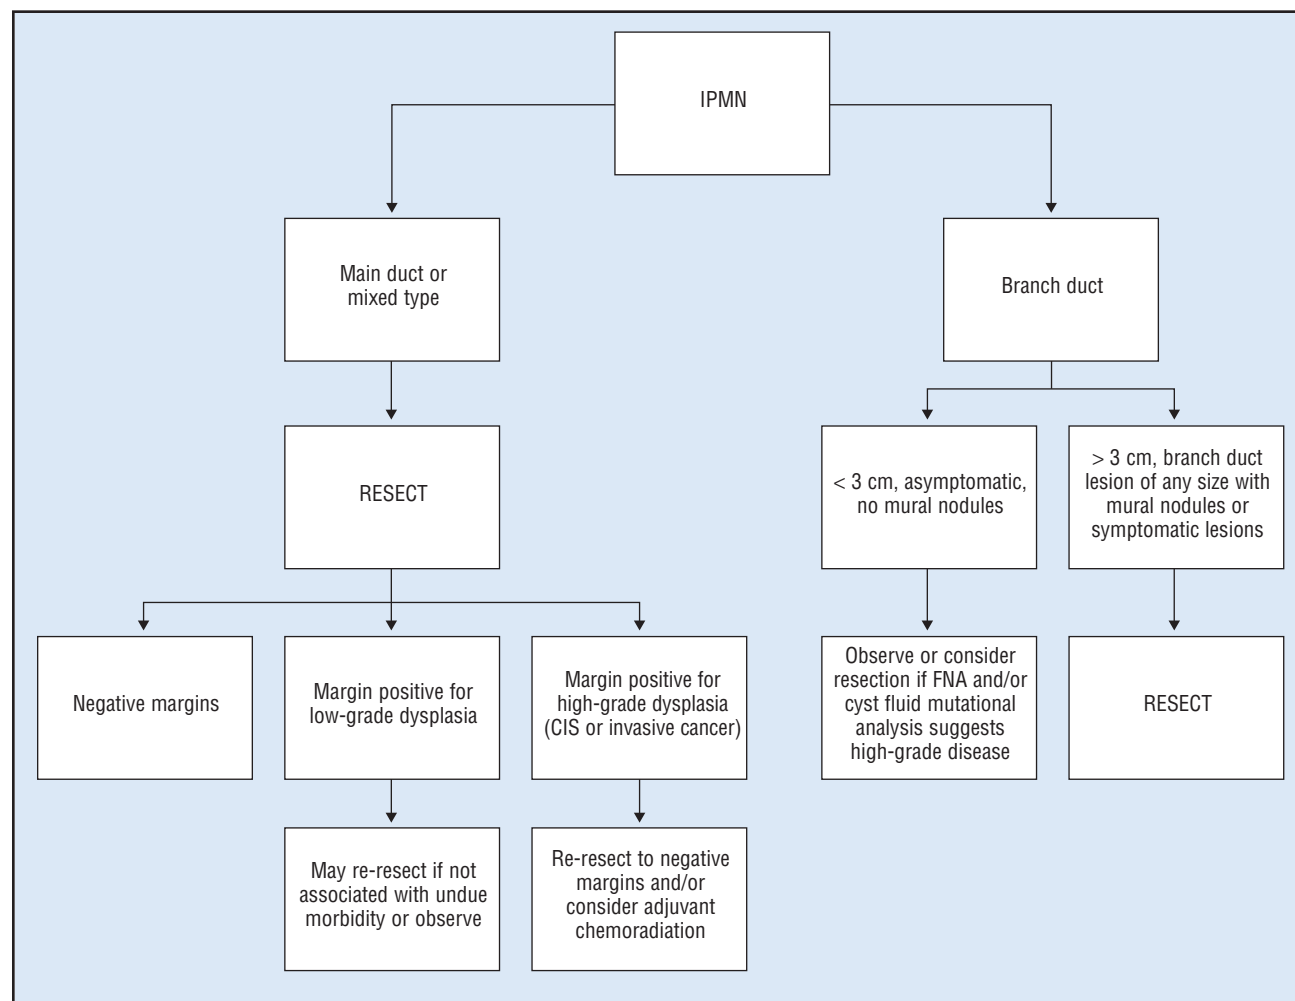 IPMN
Main duct or
mixed type
Branch duct
RESECT
< 3 cm, asymptomatic,
no mural nodules
> 3 cm, branch duct
lesion of any size with
mural nodules or
symptomatic lesions
Negative margins
Margin positive for
low-grade dysplasia
Margin positive for
high-grade dysplasia
(CIS or invasive cancer)
Observe or consider
resection if FNA and/or
cyst fluid mutational
analysis suggests
high-grade disease
RESECT
May re-resect if not
associated with undue
morbidity or observe
Re-resect to negative
margins and/or
consider adjuvant
chemoradiation